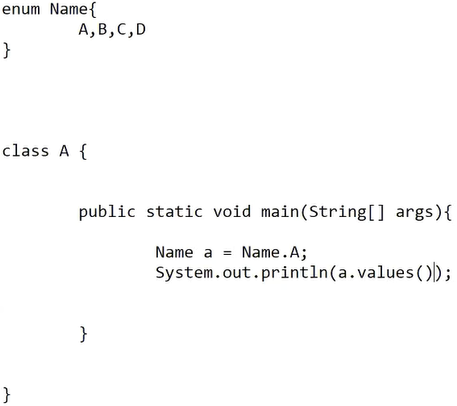 enum Name{
A,B,C,D
}
class A {
public static void main(String[] args){
Name a = Name.A;
System.out.println(a.values());
}
}